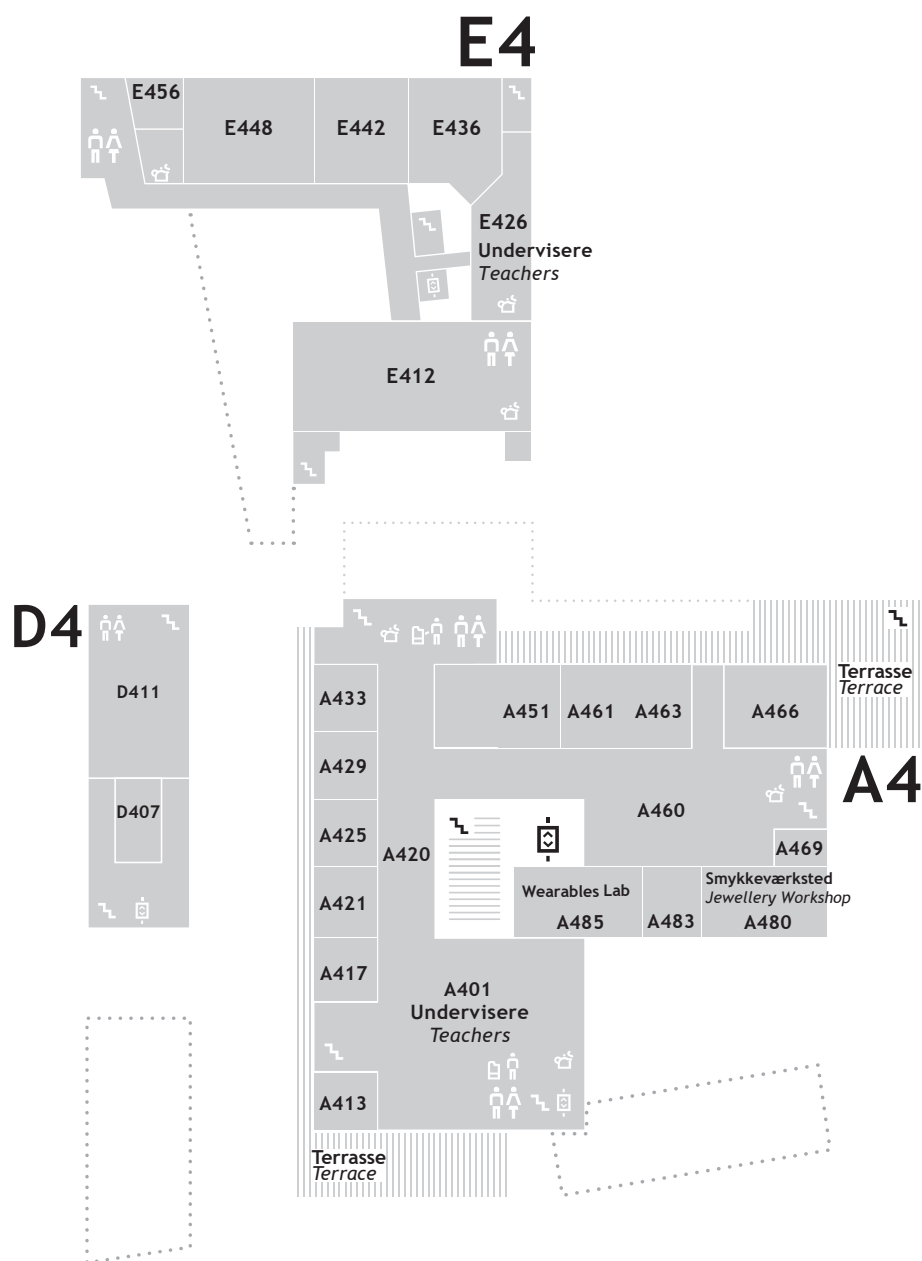 E4
E456
E448
E442
E436
E426
Undervisere
Teachers
E412
D4
D411
D407
Terrasse
Terrace
A4
A433
A451
A461
A463
A466
A429
A460
A425
A420
A469
A421
Wearables Lab
A485
A483
Smykkeværksted
Jewellery Workshop
A480
A417
A401
Undervisere
Teachers
A413
Terrasse
Terrace